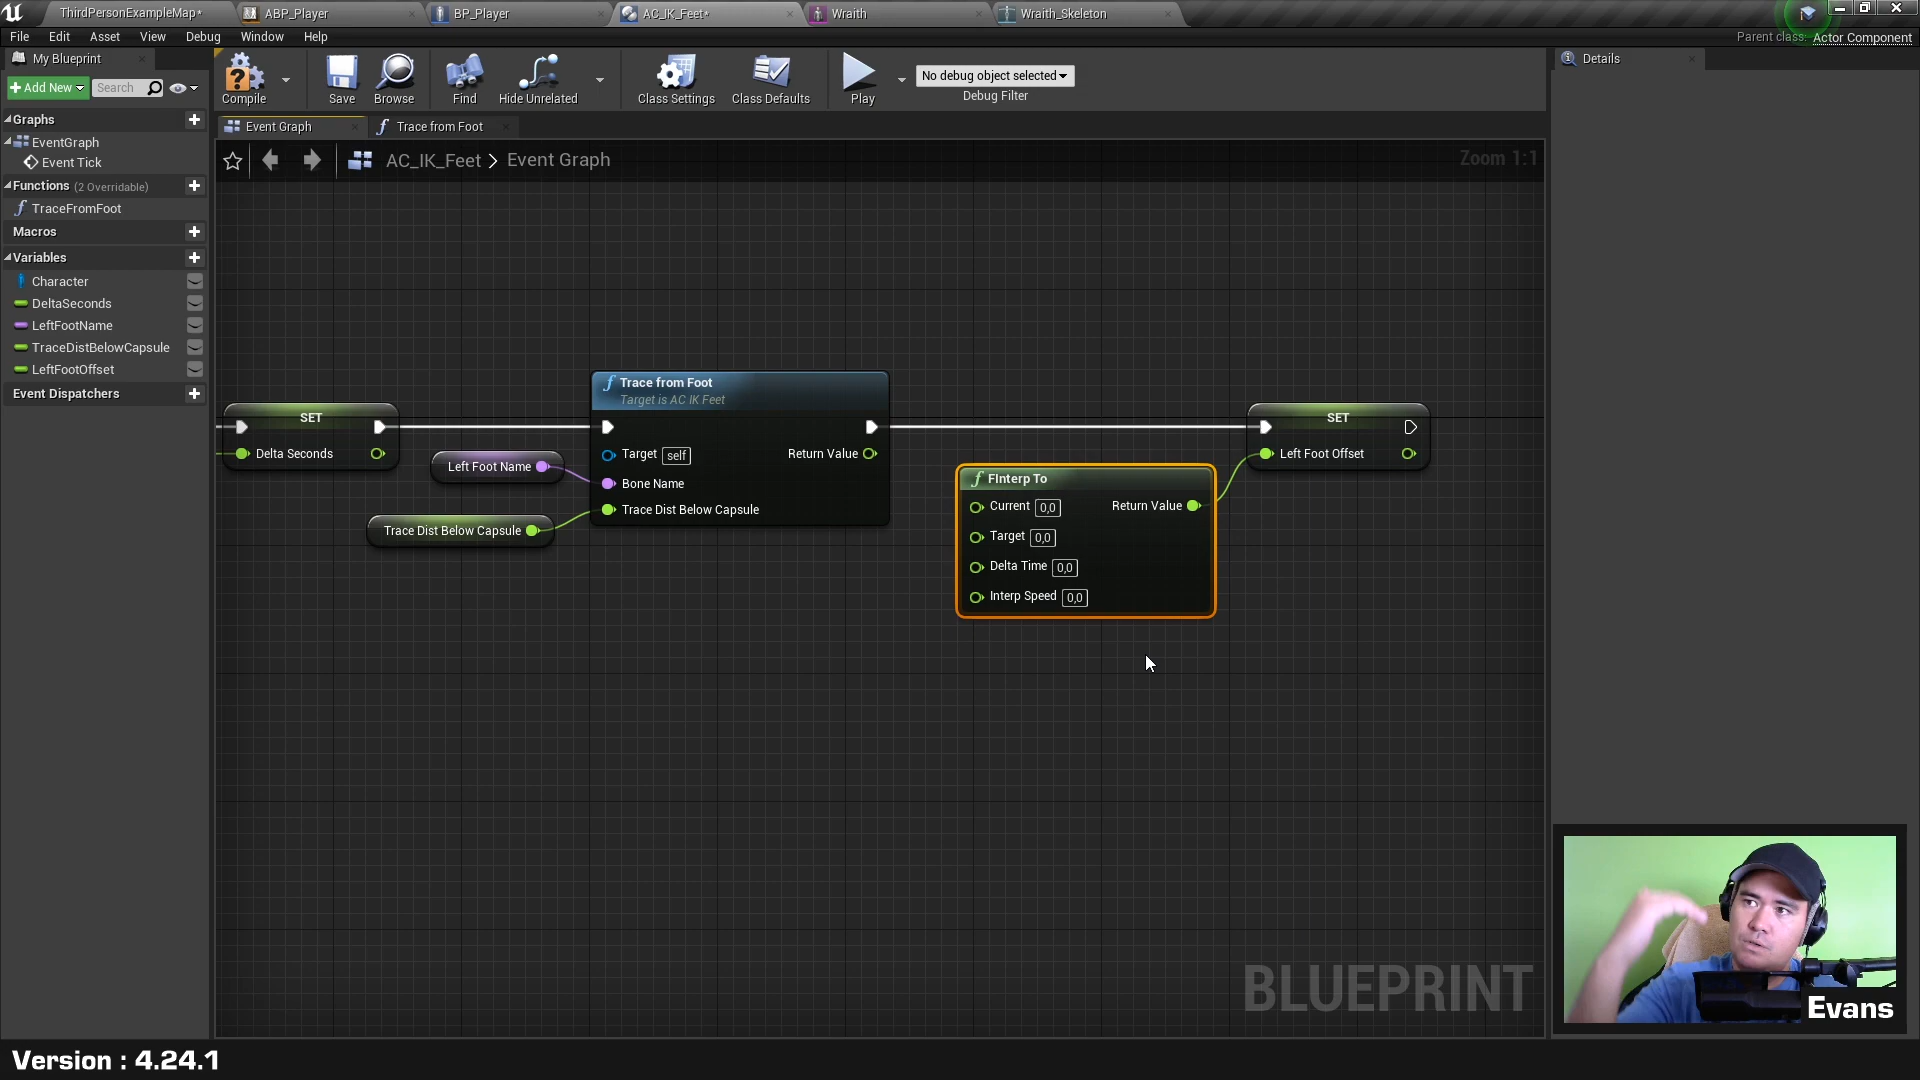 ThirdPersonExampleMap*
ABP_Player
BP_Player
AC_IK_Feet*
Wraith
Wraith_Skeleton
File Edit Asset View Debug Window Help
Parent class: Actor Component
My Blueprint
Add New
Search
Compile
Save
Browse
Find
Hide Unrelated
Class Settings
Class Defaults
Play
No debug object selected
Debug Filter
Details
Graphs
EventGraph
Event Tick
Functions (2 Overridable)
TraceFromFoot
Macros
Variables
Character
DeltaSeconds
LeftFootName
TraceDistBelowCapsule
LeftFootOffset
Event Dispatchers
Event Graph
Trace from Foot
AC_IK_Feet > Event Graph
Zoom 1:1
SET
Delta Seconds
Left Foot Name
Trace Dist Below Capsule
Trace from Foot
Target is AC IK Feet
Target self
Return Value
Bone Name
Trace Dist Below Capsule
FInterp To
Current 0,0
Return Value
Target 0,0
Delta Time 0,0
Interp Speed 0,0
SET
Left Foot Offset
BLUEPRINT
Evans
Version : 4.24.1